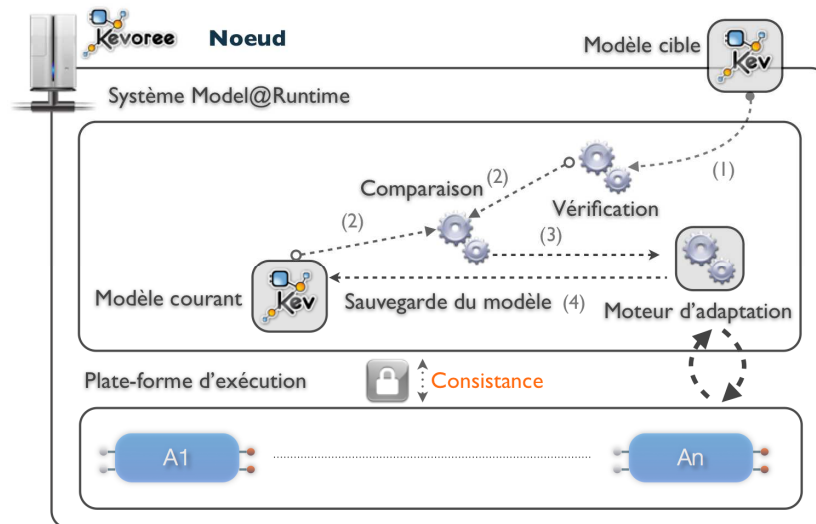 Kevoree
Noeud
Modèle cible
Kev
Système Model@Runtime
(1)
(2)
Comparaison
Vérification
(2)
(3)
Modèle courant
Kev
Sauvegarde du modèle (4)
Moteur d'adaptation
Plate-forme d'exécution
Consistance
A1
An